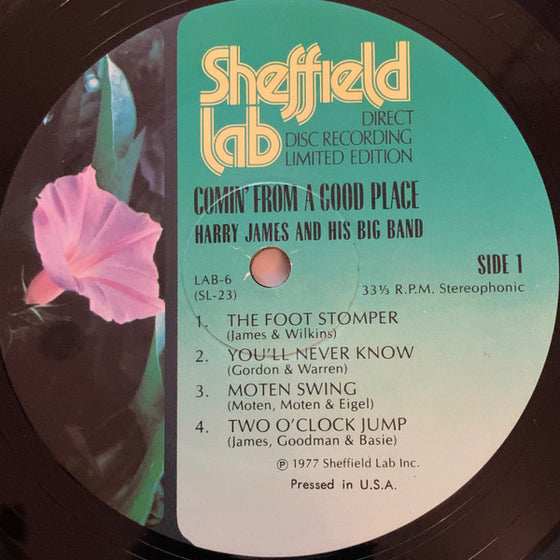 Sheffield
lab
DIRECT
DISC RECORDING
LIMITED EDITION
COMIN' FROM A GOOD PLACE
HARRY JAMES AND HIS BIG BAND
SIDE 1
LAB-6
(SL-23)
33⅓ R.P.M. Stereophonic
1. THE FOOT STOMPER
(James & Wilkins)
2. YOU'LL NEVER KNOW
(Gordon & Warren)
3. MOTEN SWING
(Moten, Moten & Eigel)
4. TWO O'CLOCK JUMP
(James, Goodman & Basie)
℗ 1977 Sheffield Lab Inc.
Pressed in U.S.A.